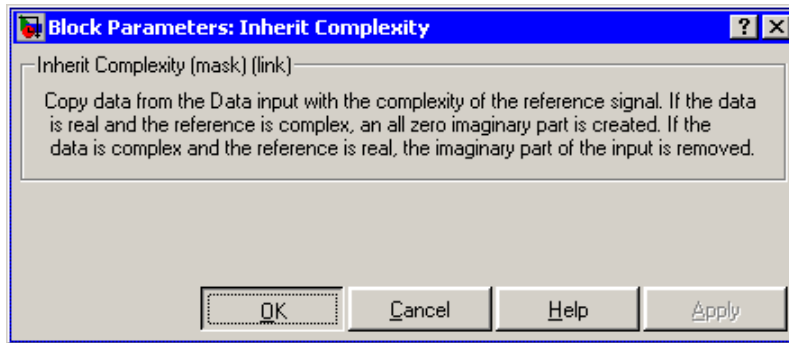 Block Parameters: Inherit Complexity
Inherit Complexity (mask) (link)
Copy data from the Data input with the complexity of the reference signal. If the data
is real and the reference is complex, an all zero imaginary part is created. If the
data is complex and the reference is real, the imaginary part of the input is removed.
OK Cancel Help Apply